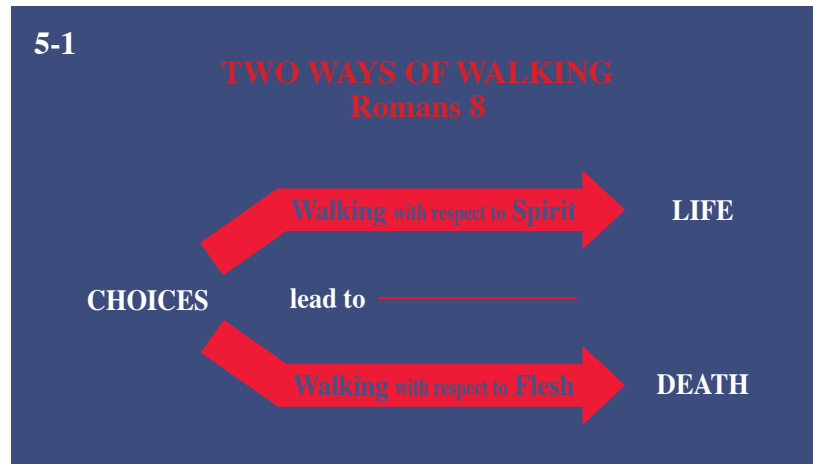 5-1
TWO WAYS OF WALKING
Romans 8
Walking with respect to Spirit
LIFE
CHOICES
lead to
Walking with respect to Flesh
DEATH